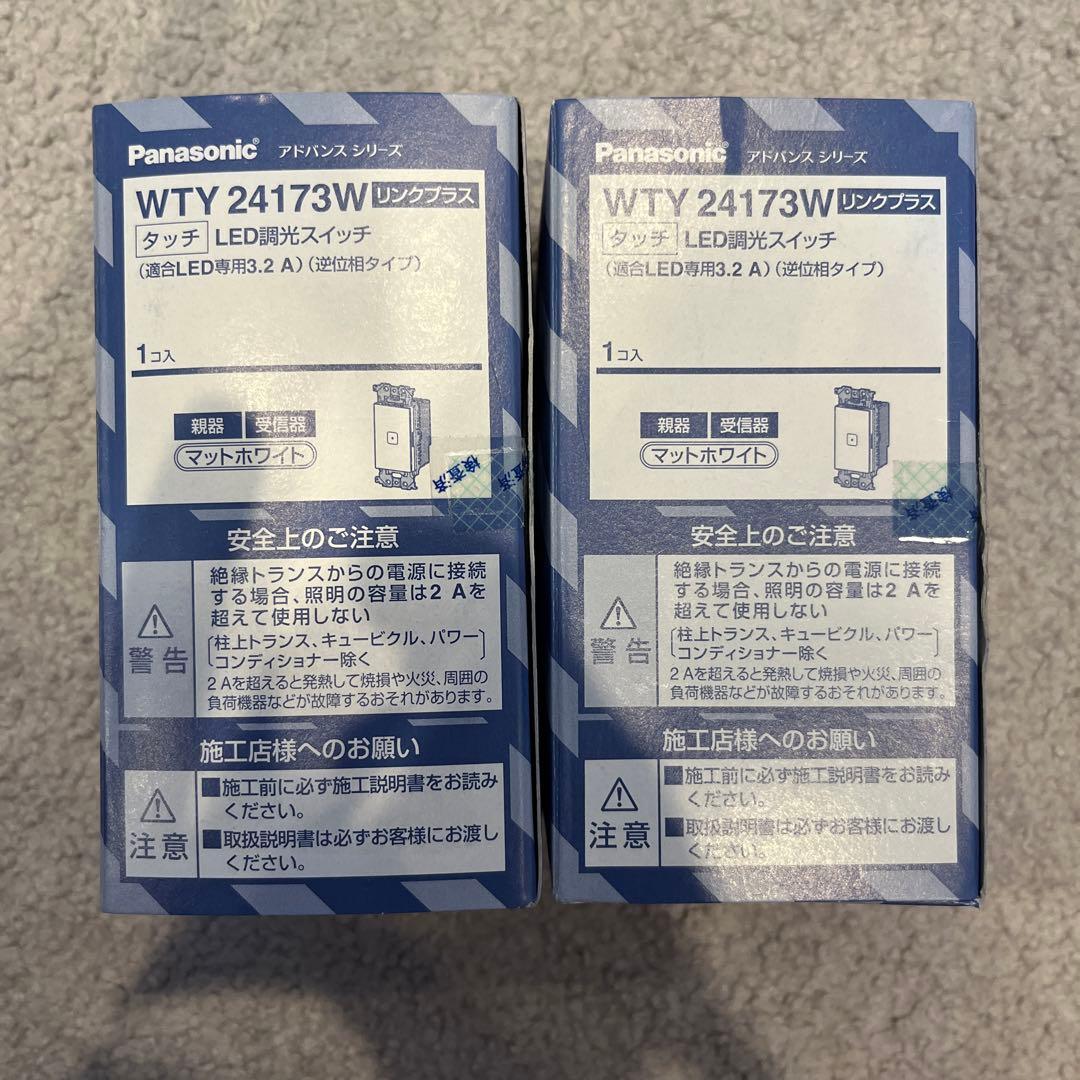 Panasonic® アドバンス シリーズ
WTY 24173W リンクプラス
タッチ LED調光スイッチ
(適合LED専用3.2 A)(逆位相タイプ)
1コ入
親器 受信器
マットホワイト
検査済
検査済
安全上のご注意
警告
絶縁トランスからの電源に接続
する場合、照明の容量は2 Aを
超えて使用しない
〔柱上トランス、キュービクル、パワー
コンディショナー除く〕
2 Aを超えると発熱して焼損や火災、周囲の
負荷機器などが故障するおそれがあります。
施工店様へのお願い
注意
■施工前に必ず施工説明書をお読み
ください。
■取扱説明書は必ずお客様にお渡し
ください。
Panasonic® アドバンス シリーズ
WTY 24173W リンクプラス
タッチ LED調光スイッチ
(適合LED専用3.2 A)(逆位相タイプ)
1コ入
親器 受信器
マットホワイト
検査済
安全上のご注意
警告
絶縁トランスからの電源に接続
する場合、照明の容量は2 Aを
超えて使用しない
〔柱上トランス、キュービクル、パワー
コンディショナー除く〕
2 Aを超えると発熱して焼損や火災、周囲の
負荷機器などが故障するおそれがあります。
施工店様へのお願い
注意
■施工前に必ず施工説明書をお読み
ください。
■取扱説明書は必ずお客様にお渡し
ください。